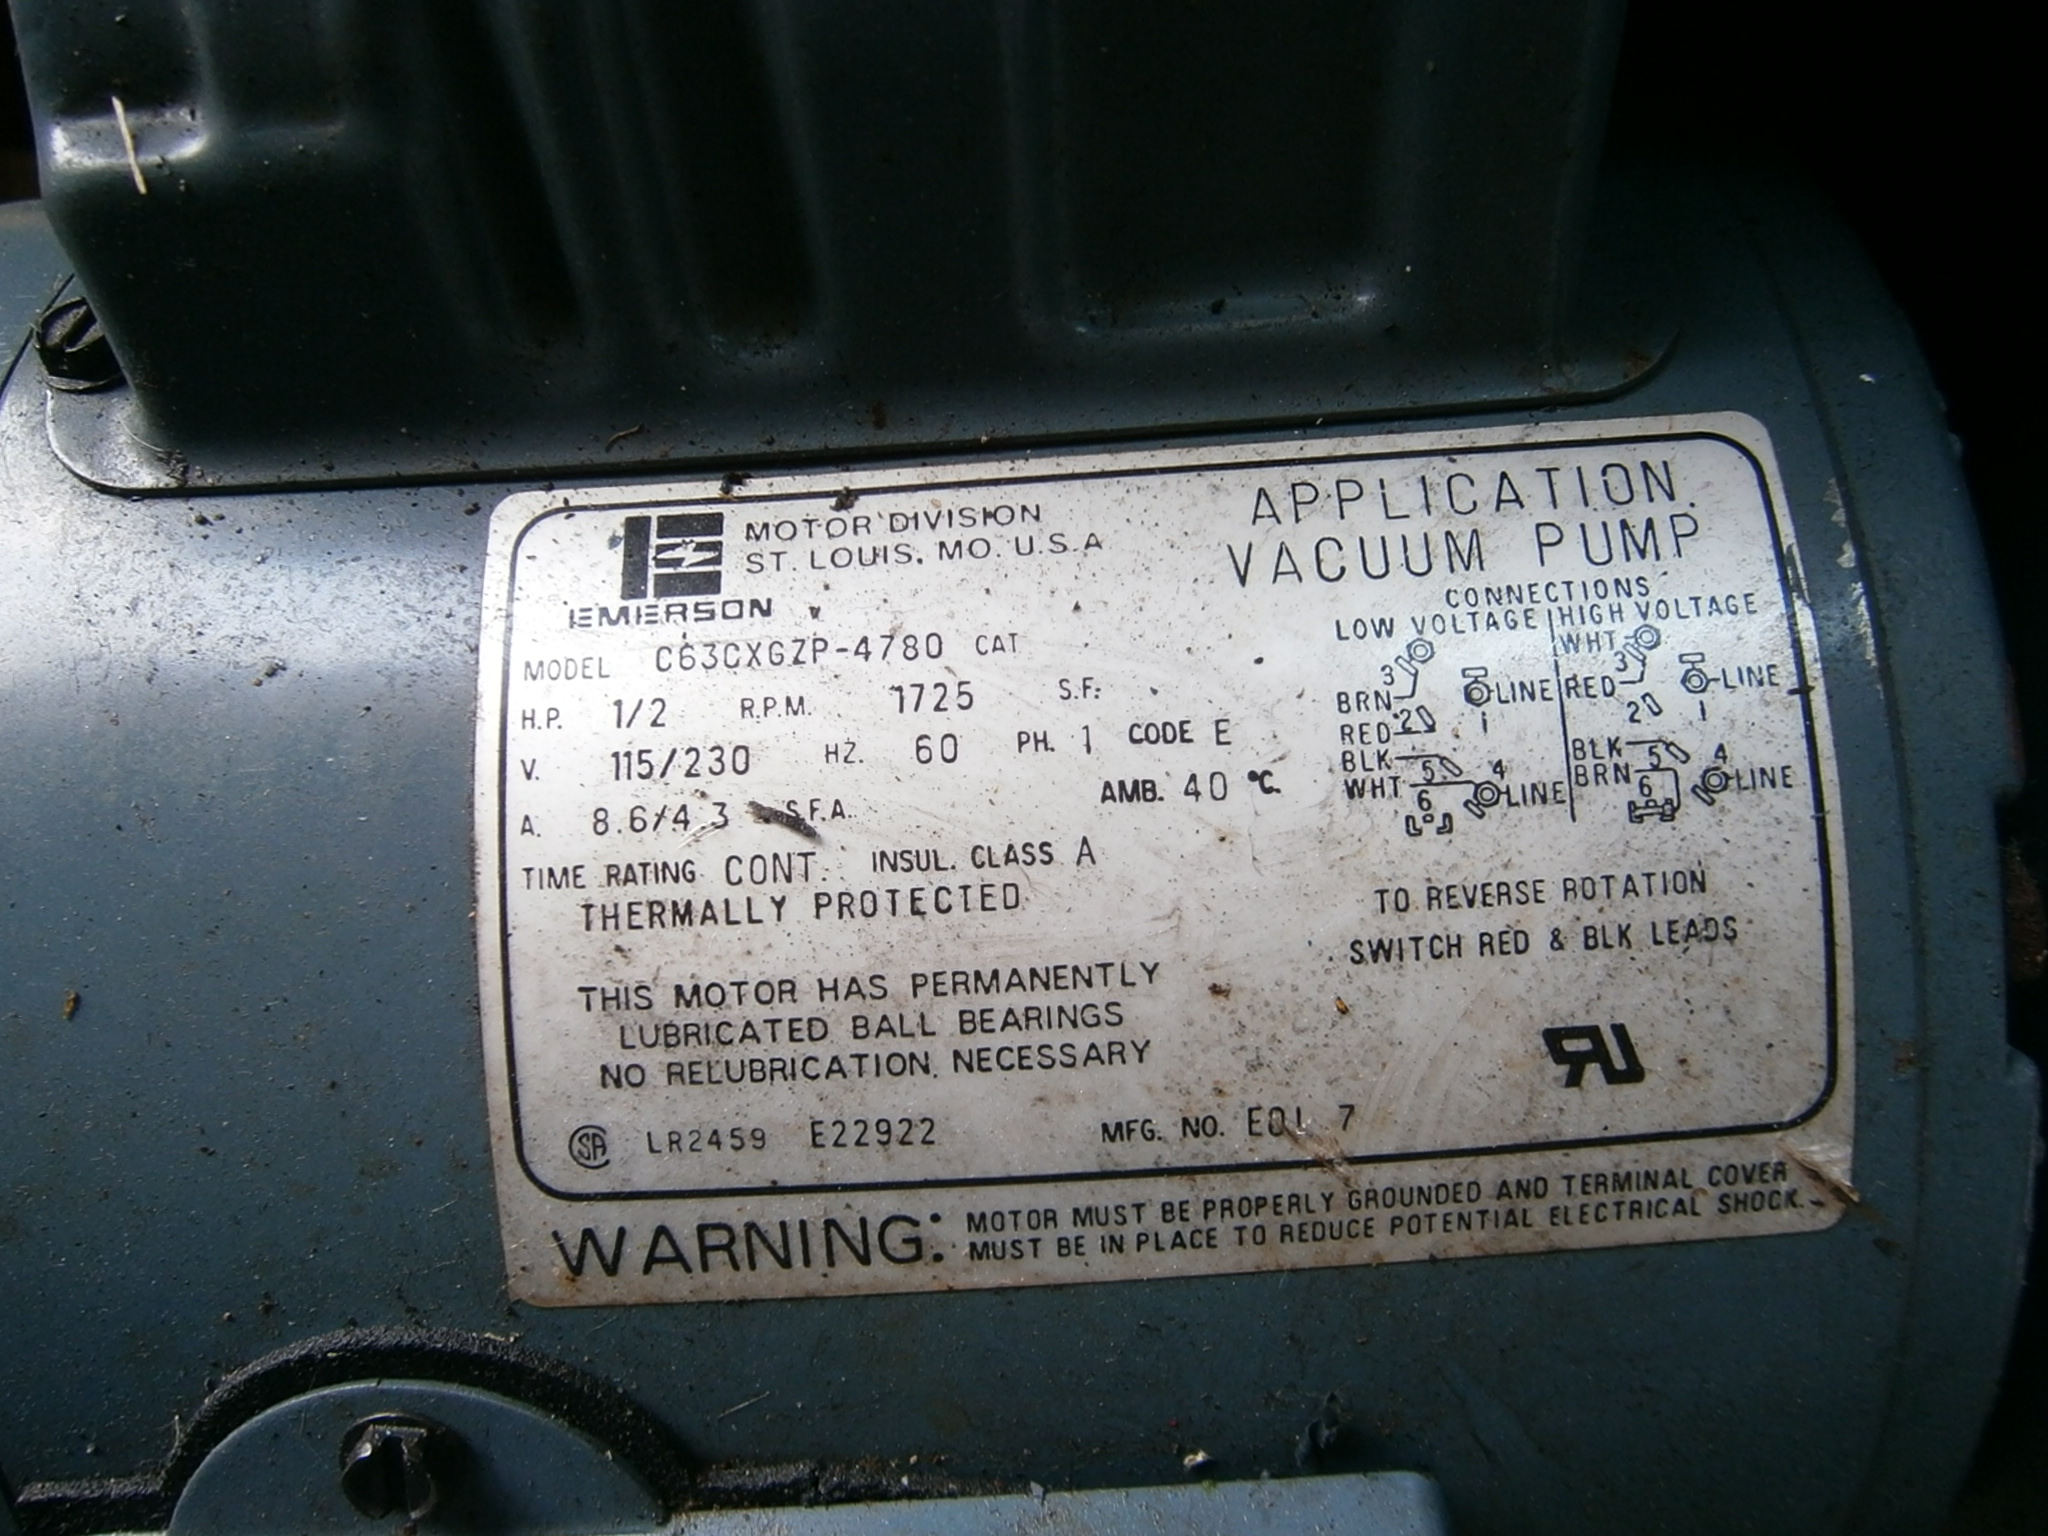 MOTOR DIVISION
ST. LOUIS, MO. U.S.A
EMERSON
APPLICATION
VACUUM PUMP
MODEL C63CXGZP-4780 CAT
H.P. 1/2 R.P.M. 1725 S.F.
V. 115/230 HZ. 60 PH. 1 CODE E
A. 8.6/4.3 S.F.A. AMB. 40 °C.
TIME RATING CONT. INSUL. CLASS A
THERMALLY PROTECTED
THIS MOTOR HAS PERMANENTLY
LUBRICATED BALL BEARINGS
NO RELUBRICATION NECESSARY
SA LR2459 E22922 MFG. NO. 7
CONNECTIONS
LOW VOLTAGE HIGH VOLTAGE
WHT
3 3
BRN LINE RED LINE
2 1 2 1
RED
BLK 5 4 BLK 5 4
WHT 6 LINE BRN 6 LINE
TO REVERSE ROTATION
SWITCH RED & BLK LEADS
RU
WARNING: MOTOR MUST BE PROPERLY GROUNDED AND TERMINAL COVER
MUST BE IN PLACE TO REDUCE POTENTIAL ELECTRICAL SHOCK.